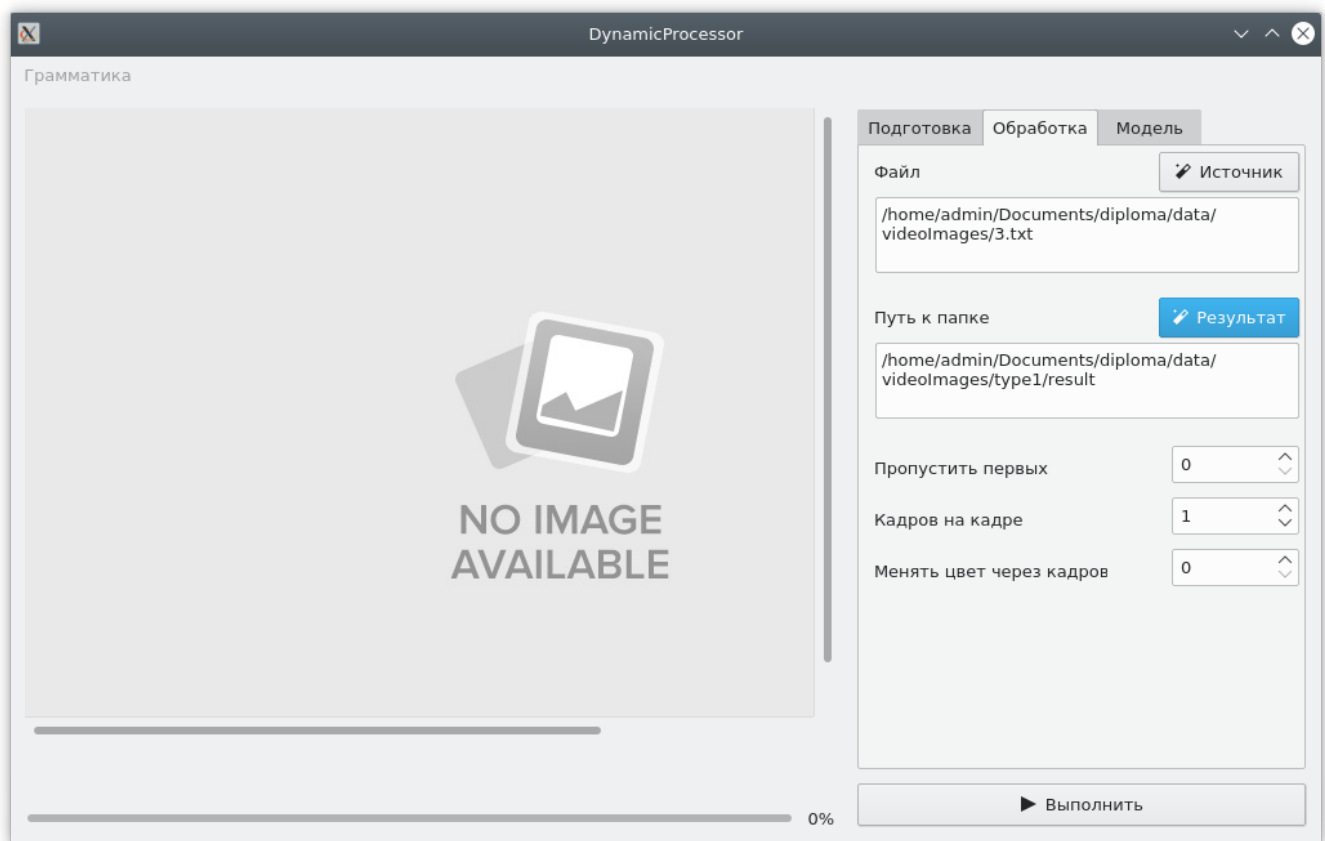 DynamicProcessor
Грамматика
Подготовка Обработка Модель
Файл Источник
/home/admin/Documents/diploma/data/
videoImages/3.txt
Путь к папке Результат
/home/admin/Documents/diploma/data/
videoImages/type1/result
NO IMAGE
AVAILABLE
Пропустить первых 0
Кадров на кадре 1
Менять цвет через кадров 0
Выполнить
0%